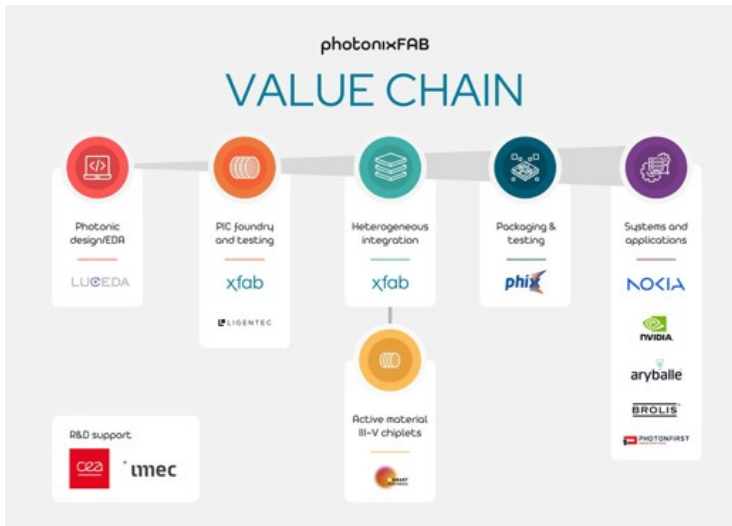 photonixFAB
VALUE CHAIN
Photonic
design/EDA
LUCEDA
PIC foundry
and testing
xfab
LIGENTEC
Heterogeneous
integration
xfab
Active material
III-V chiplets
SMART
Packaging &
testing
phix
Systems and
applications
NOKIA
NVIDIA.
aryballe
BROLIS
PHOTONFIRST
R&D support
cea
imec